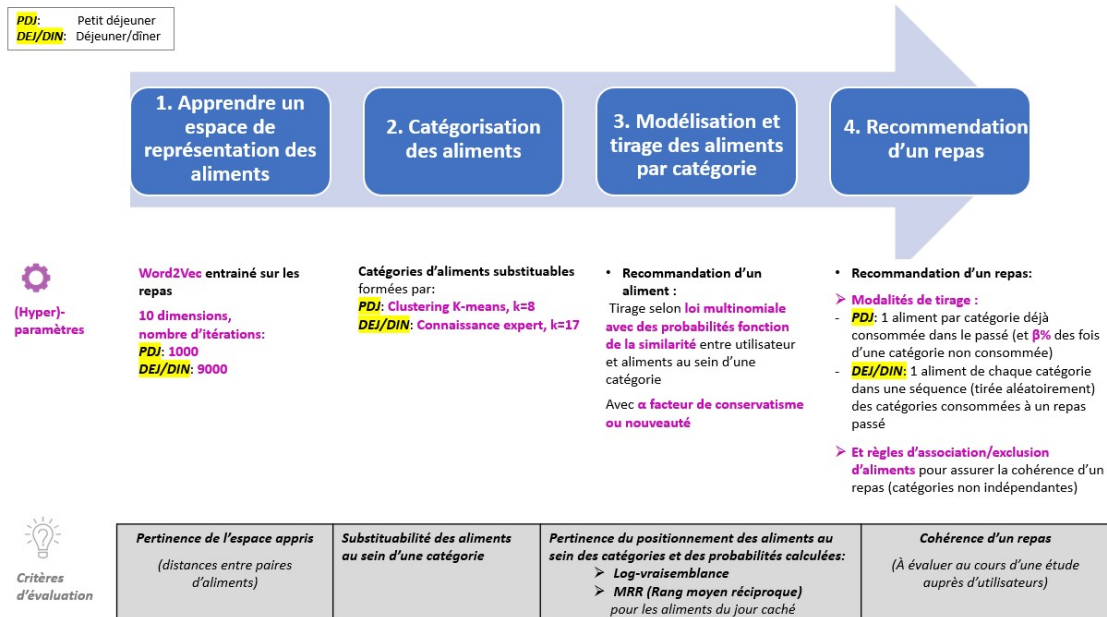 PDJ: Petit déjeuner
DEJ/DIN: Déjeuner/dîner
1. Apprendre un
espace de
représentation des
aliments
2. Catégorisation
des aliments
3. Modélisation et
tirage des aliments
par catégorie
4. Recommendation
d'un repas
(Hyper)-
paramètres
Word2Vec entrainé sur les
repas
10 dimensions,
nombre d'itérations:
PDJ: 1000
DEJ/DIN: 9000
Catégories d'aliments substituables
formées par:
PDJ: Clustering K-means, k=8
DEJ/DIN: Connaissance expert, k=17
• Recommandation d'un
aliment :
Tirage selon loi multinomiale
avec des probabilités fonction
de la similarité entre utilisateur
et aliments au sein d'une
catégorie
Avec α facteur de conservatisme
ou nouveauté
• Recommandation d'un repas:
➢ Modalités de tirage :
- PDJ: 1 aliment par catégorie déjà
consommée dans le passé (et β% des fois
d'une catégorie non consommée)
- DEJ/DIN: 1 aliment de chaque catégorie
dans une séquence (tirée aléatoirement)
des catégories consommées à un repas
passé
➢ Et règles d'association/exclusion
d'aliments pour assurer la cohérence d'un
repas (catégories non indépendantes)
Critères
d'évaluation
Pertinence de l'espace appris
(distances entre paires
d'aliments)
Substituabilité des aliments
au sein d'une catégorie
Pertinence du positionnement des aliments au
sein des catégories et des probabilités calculées:
➢ Log-vraisemblance
➢ MRR (Rang moyen réciproque)
pour les aliments du jour caché
Cohérence d'un repas
(À évaluer au cours d'une étude
auprès d'utilisateurs)